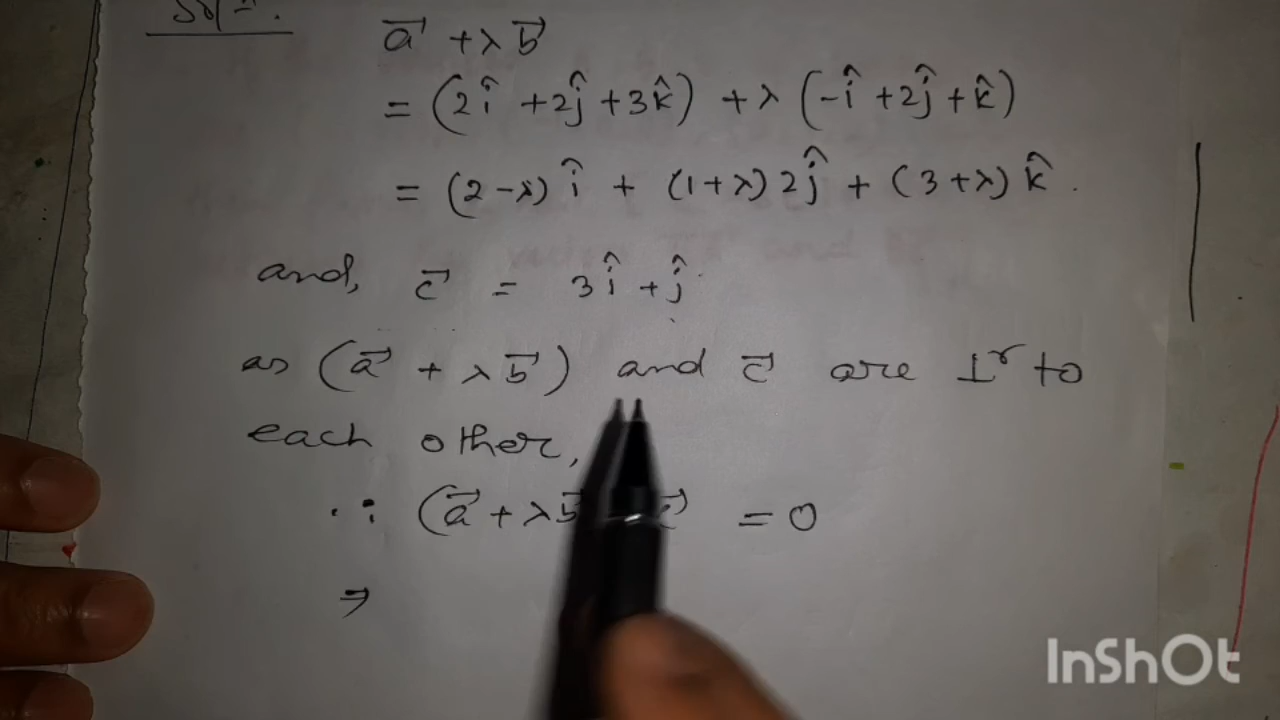 Solⁿ.
a⃗ + λb⃗
= (2î + 2ĵ + 3k̂) + λ(-î + 2ĵ + k̂)
= (2-λ)î + (1+λ)2ĵ + (3+λ)k̂.
and, c⃗ = 3î + ĵ
as (a⃗ + λb⃗) and c⃗ are ⊥ʳ to
each other,
∴ (a⃗ + λb⃗ c⃗ = 0
⇒
InShOt